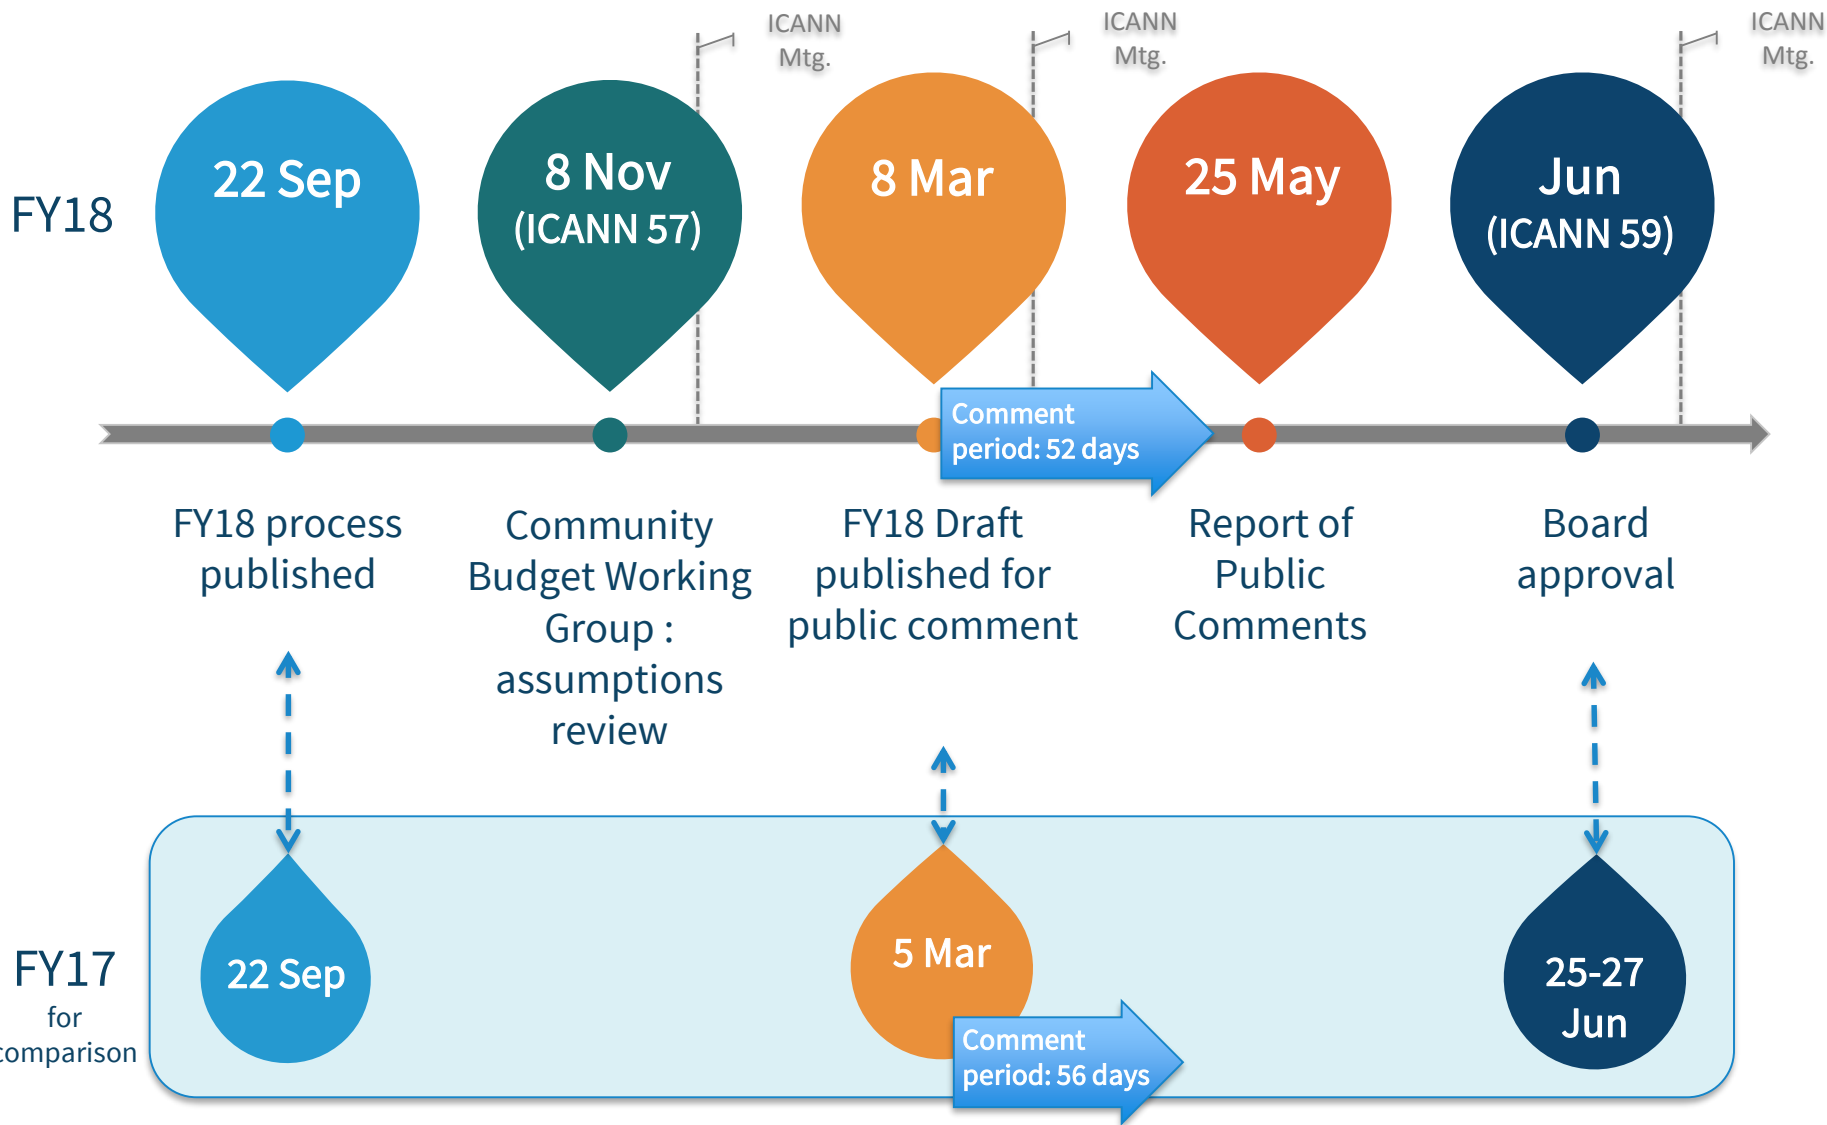 ICANN
Mtg.
ICANN
Mtg.
ICANN
Mtg.
FY18
22 Sep
8 Nov
(ICANN 57)
8 Mar
25 May
Jun
(ICANN 59)
Comment
period: 52 days
FY18 process
published
Community
Budget Working
Group :
assumptions
review
FY18 Draft
published for
public comment
Report of
Public
Comments
Board
approval
FY17
for
comparison
22 Sep
5 Mar
Comment
period: 56 days
25-27
Jun